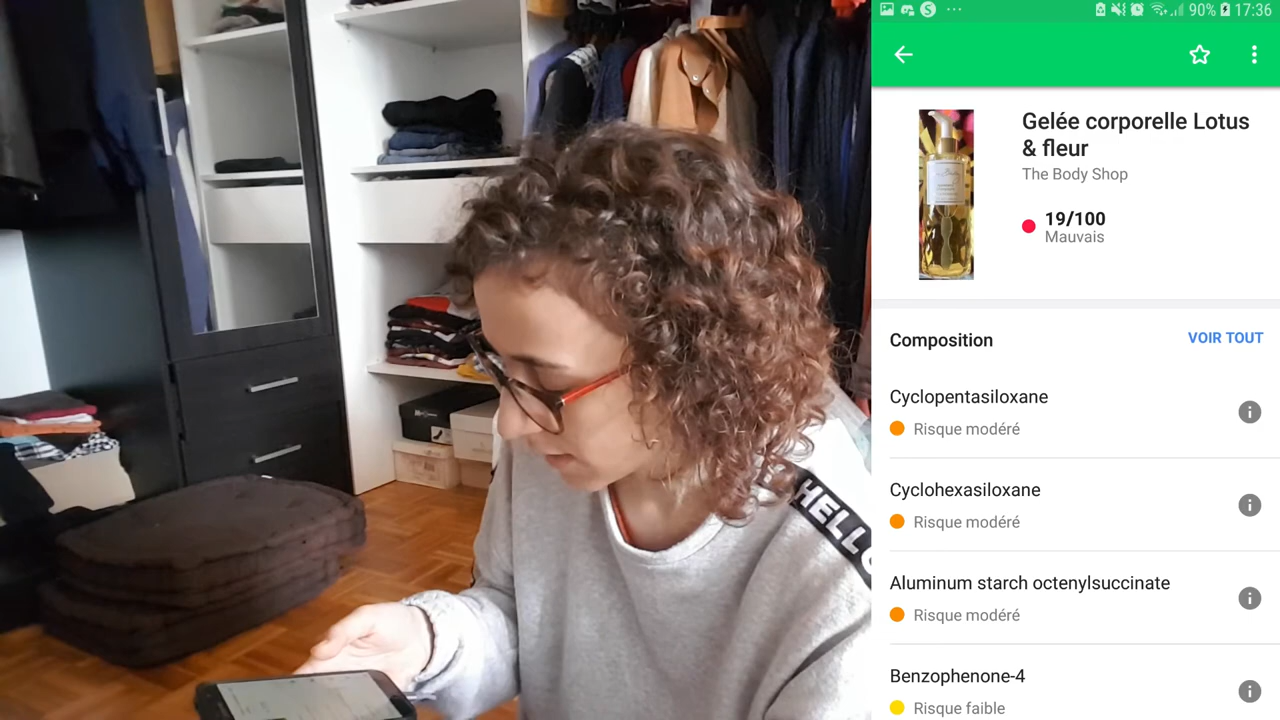 HELL
90% 17:36
Gelée corporelle Lotus
& fleur
The Body Shop
19/100
Mauvais
Composition
VOIR TOUT
Cyclopentasiloxane
Risque modéré
Cyclohexasiloxane
Risque modéré
Aluminum starch octenylsuccinate
Risque modéré
Benzophenone-4
Risque faible